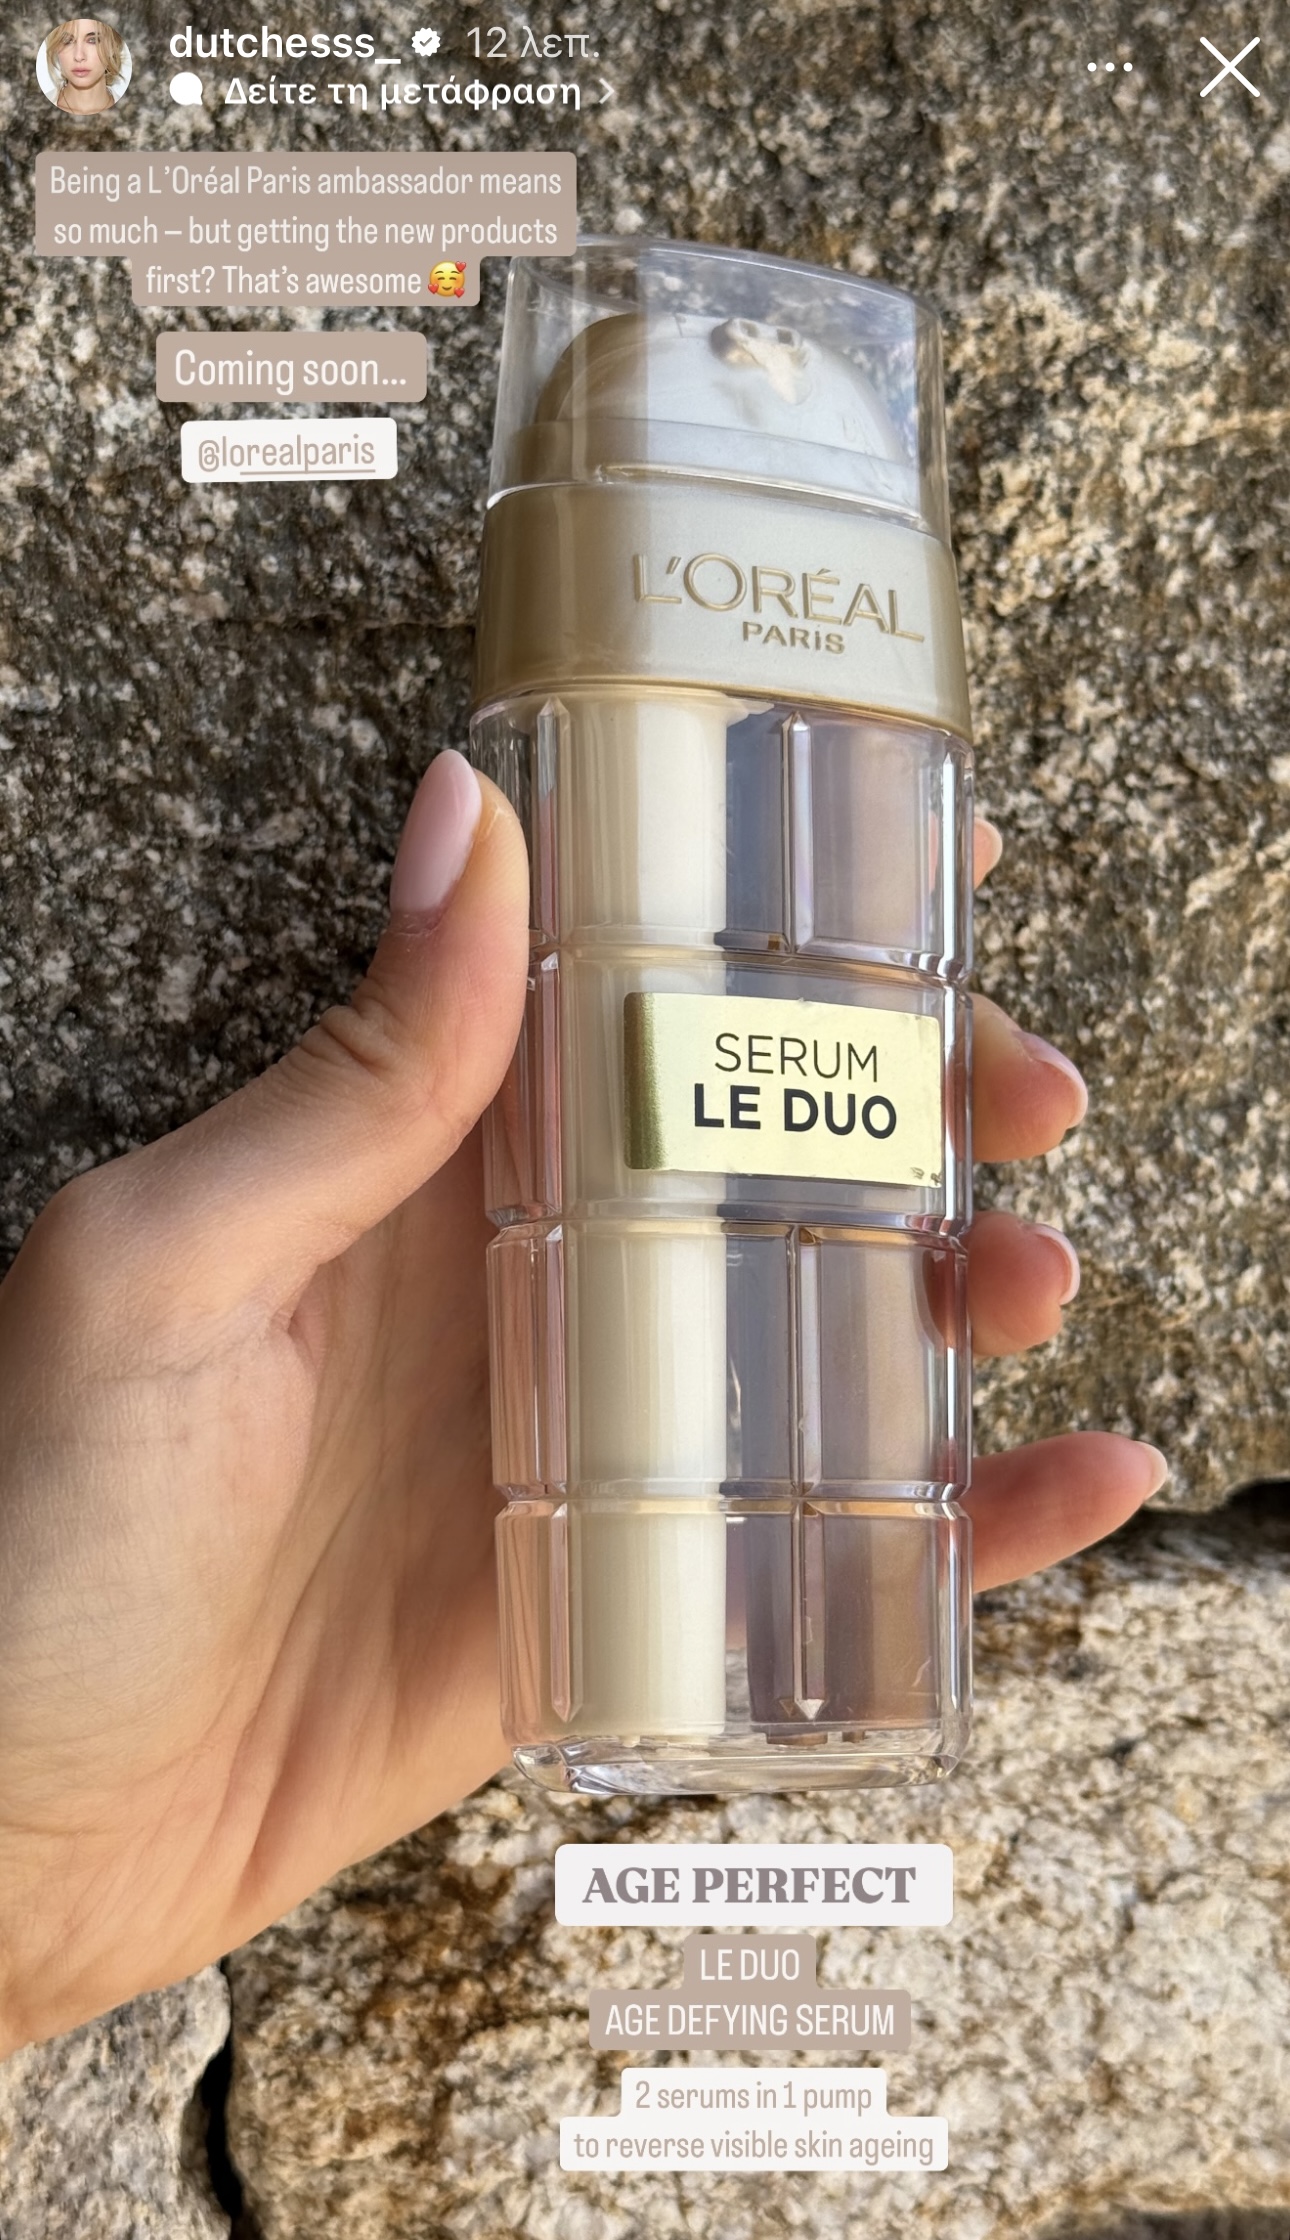 dutchesss_ 12 λεπ.
Δείτε τη μετάφραση
Being a L'Oréal Paris ambassador means
so much – but getting the new products
first? That's awesome 🥰
Coming soon...
@lorealparis
L'ORÉAL
PARIS
SERUM
LE DUO
AGE PERFECT
LE DUO
AGE DEFYING SERUM
2 serums in 1 pump
to reverse visible skin ageing